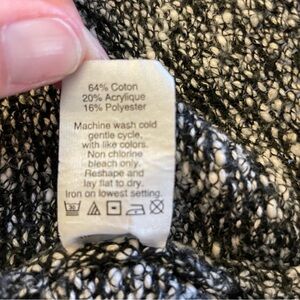 64% Coton
20% Acrylique
16% Polyester
Machine wash cold
gentle cycle,
with like colors.
Non chlorine
bleach only.
Reshape and
lay flat to dry.
Iron on lowest setting.